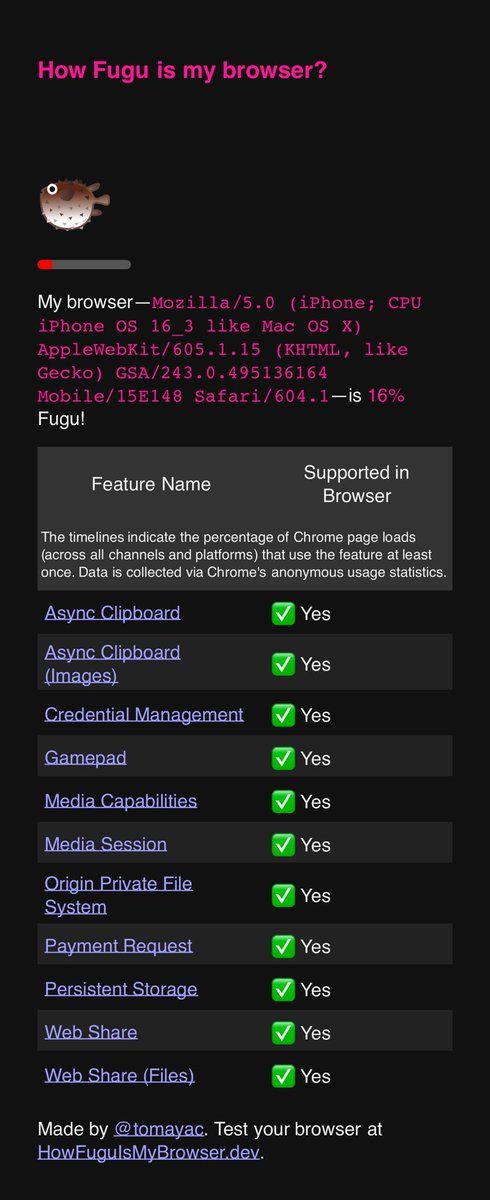 How Fugu is my browser?
My browser—Mozilla/5.0 (iPhone; CPU
iPhone OS 16_3 like Mac OS X)
AppleWebKit/605.1.15 (KHTML, like
Gecko) GSA/243.0.495136164
Mobile/15E148 Safari/604.1—is 16%
Fugu!
Feature Name
Supported in
Browser
The timelines indicate the percentage of Chrome page loads
(across all channels and platforms) that use the feature at least
once. Data is collected via Chrome's anonymous usage statistics.
Async Clipboard ✅ Yes
Async Clipboard
(Images) ✅ Yes
Credential Management ✅ Yes
Gamepad ✅ Yes
Media Capabilities ✅ Yes
Media Session ✅ Yes
Origin Private File
System ✅ Yes
Payment Request ✅ Yes
Persistent Storage ✅ Yes
Web Share ✅ Yes
Web Share (Files) ✅ Yes
Made by @tomayac. Test your browser at
HowFuguIsMyBrowser.dev.